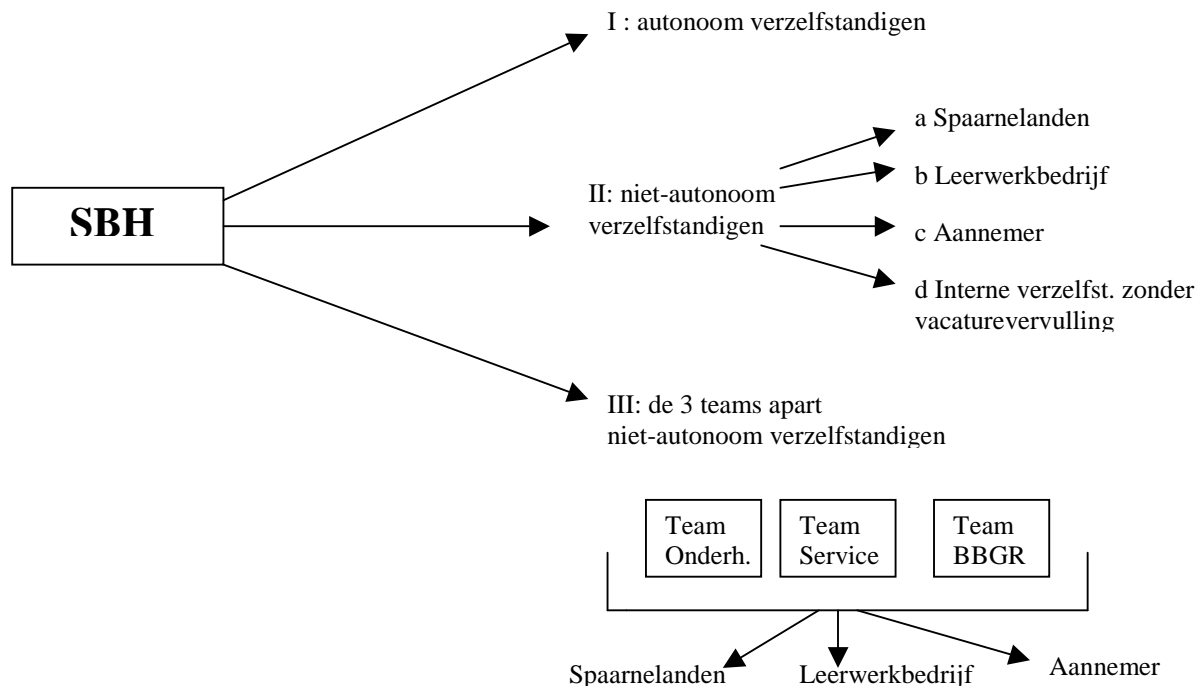 I : autonoom verzelfstandigen
a Spaarnelanden
b Leerwerkbedrijf
SBH
II: niet-autonoom
verzelfstandigen
c Aannemer
d Interne verzelfst. zonder
vacaturevervulling
III: de 3 teams apart
niet-autonoom verzelfstandigen
Team
Onderh.
Team
Service
Team
BBGR
Spaarnelanden
Leerwerkbedrijf
Aannemer